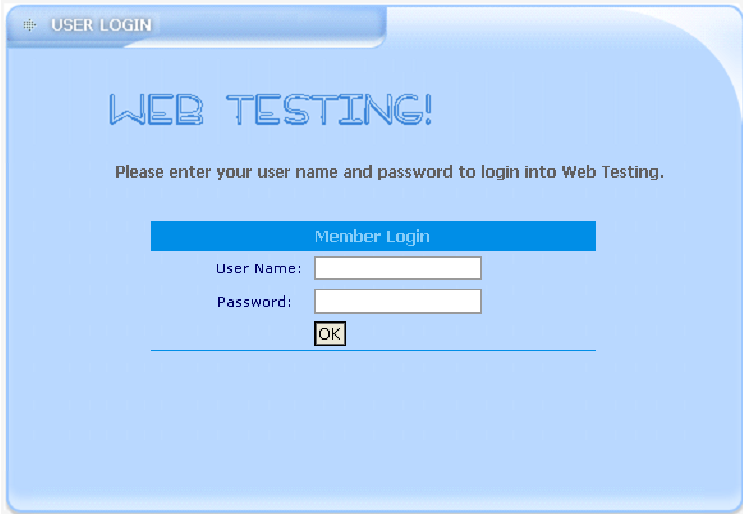 USER LOGIN
WEB TESTING!
Please enter your user name and password to login into Web Testing.
Member Login
User Name:
Password:
OK